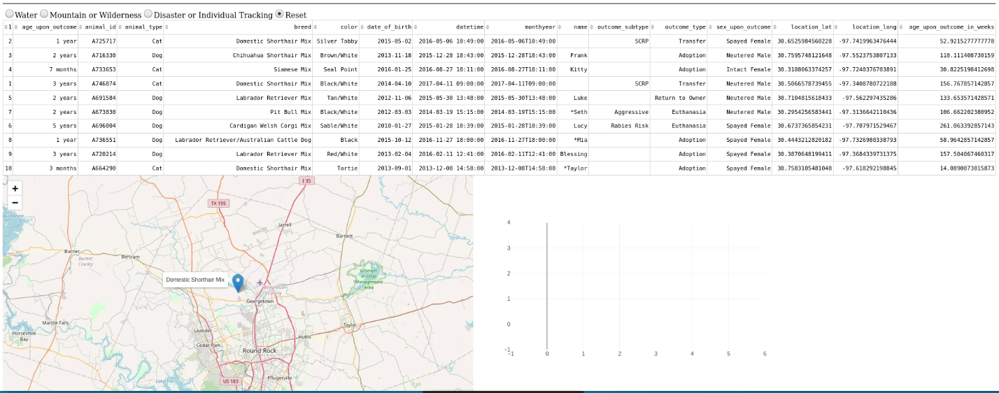 Water Mountain or Wilderness Disaster or Individual Tracking Reset
1 age_upon_outcome animal_id animal_type breed color date_of_birth datetime monthyear name outcome_subtype outcome_type sex_upon_outcome location_lat location_long age_upon_outcome_in_weeks
2 1 year A725717 Cat Domestic Shorthair Mix Silver Tabby 2015-05-02 2016-05-06 10:49:00 2016-05-06T10:49:00 SCRP Transfer Spayed Female 30.6525984560228 -97.7419963476444 52.9215277777778
3 2 years A716330 Dog Chihuahua Shorthair Mix Brown/White 2013-11-18 2015-12-28 18:43:00 2015-12-28T18:43:00 Frank Adoption Neutered Male 30.7595748121648 -97.5523753807133 110.111408730159
4 7 months A733653 Cat Siamese Mix Seal Point 2016-01-25 2016-08-27 18:11:00 2016-08-27T18:11:00 Kitty Adoption Intact Female 30.3188063374257 -97.7240376703891 30.8225198412698
1 3 years A746874 Cat Domestic Shorthair Mix Black/White 2014-04-10 2017-04-11 09:00:00 2017-04-11T09:00:00 SCRP Transfer Neutered Male 30.5066578739455 -97.3408780722188 156.767857142857
5 2 years A691584 Dog Labrador Retriever Mix Tan/White 2012-11-06 2015-05-30 13:48:00 2015-05-30T13:48:00 Luke Return to Owner Neutered Male 30.7104815618433 -97.562297435286 133.653571428571
7 2 years A673830 Dog Pit Bull Mix Black/White 2012-03-03 2014-03-19 15:15:00 2014-03-19T15:15:00 *Seth Aggressive Euthanasia Neutered Male 30.2954256583441 -97.3136642110436 106.662202380952
6 5 years A696004 Dog Cardigan Welsh Corgi Mix Sable/White 2010-01-27 2015-01-28 10:39:00 2015-01-28T10:39:00 Lucy Rabies Risk Euthanasia Spayed Female 30.6737365854231 -97.707971529467 261.063392857143
8 1 year A736551 Dog Labrador Retriever/Australian Cattle Dog Black 2015-10-12 2016-11-27 18:00:00 2016-11-27T18:00:00 *Mia Adoption Spayed Female 30.4443212820182 -97.7326980338793 58.9642857142857
9 3 years A720214 Dog Labrador Retriever Mix Red/White 2013-02-04 2016-02-11 12:41:00 2016-02-11T12:41:00 Blessing Adoption Spayed Female 30.3870648199411 -97.3684339731375 157.504067460317
10 3 months A664290 Cat Domestic Shorthair Mix Tortie 2013-09-01 2013-12-08 14:58:00 2013-12-08T14:58:00 *Taylor Adoption Spayed Female 30.7583105481048 -97.618292198845 14.0890873015873
+
−
I 35
TX 195
Buchanan
Jarrell
Bartlett
Burnet
Burnet
County
Bertram
Granger
Wildlife
Management
Area
Domestic Shorthair Mix
Williamson
County
Georgetown
Marble Falls
Horseshoe
Bay
Leander
Taylor
Cedar Park
Hutto
Round Rock
Lake Travis
US 183
Pflugerville
4
3
2
1
0
−1
−1 0 1 2 3 4 5 6